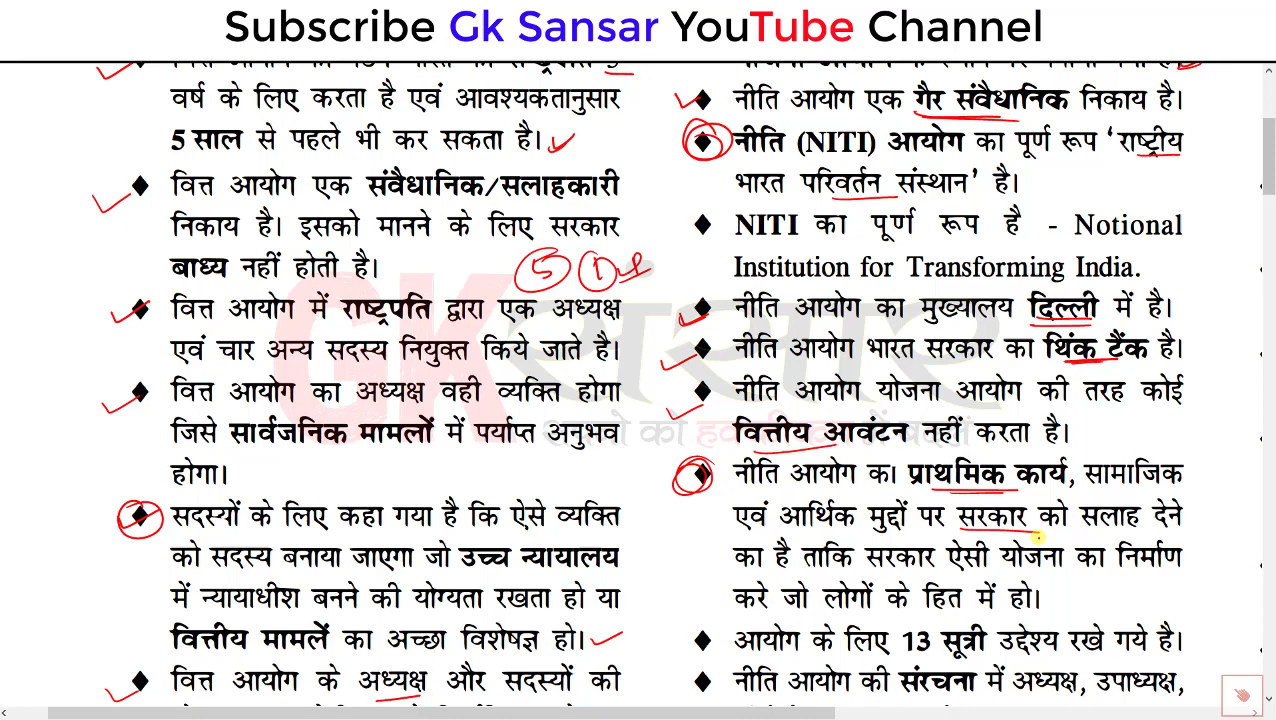 Subscribe Gk Sansar YouTube Channel
वर्ष के लिए करता है एवं आवश्यकतानुसार
5 साल से पहले भी कर सकता है।
♦ वित्त आयोग एक संवैधानिक/सलाहकारी
निकाय है। इसको मानने के लिए सरकार
बाध्य नहीं होती है।
5 1+4
♦ वित्त आयोग में राष्ट्रपति द्वारा एक अध्यक्ष
एवं चार अन्य सदस्य नियुक्त किये जाते है।
♦ वित्त आयोग का अध्यक्ष वही व्यक्ति होगा
जिसे सार्वजनिक मामलों में पर्याप्त अनुभव
होगा।
♦ सदस्यों के लिए कहा गया है कि ऐसे व्यक्ति
को सदस्य बनाया जाएगा जो उच्च न्यायालय
में न्यायाधीश बनने की योग्यता रखता हो या
वित्तीय मामलें का अच्छा विशेषज्ञ हो।
♦ वित्त आयोग के अध्यक्ष और सदस्यों की
♦ नीति आयोग एक गैर संवैधानिक निकाय है।
♦ नीति (NITI) आयोग का पूर्ण रूप ‘राष्ट्रीय
भारत परिवर्तन संस्थान’ है।
♦ NITI का पूर्ण रूप है - Notional
Institution for Transforming India.
♦ नीति आयोग का मुख्यालय दिल्ली में है।
♦ नीति आयोग भारत सरकार का थिंक टैंक है।
♦ नीति आयोग योजना आयोग की तरह कोई
वित्तीय आवंटन नहीं करता है।
♦ नीति आयोग का प्राथमिक कार्य, सामाजिक
एवं आर्थिक मुद्दों पर सरकार को सलाह देने
का है ताकि सरकार ऐसी योजना का निर्माण
करे जो लोगों के हित में हो।
♦ आयोग के लिए 13 सूत्री उद्देश्य रखे गये है।
♦ नीति आयोग की संरचना में अध्यक्ष, उपाध्यक्ष,
GK संसार